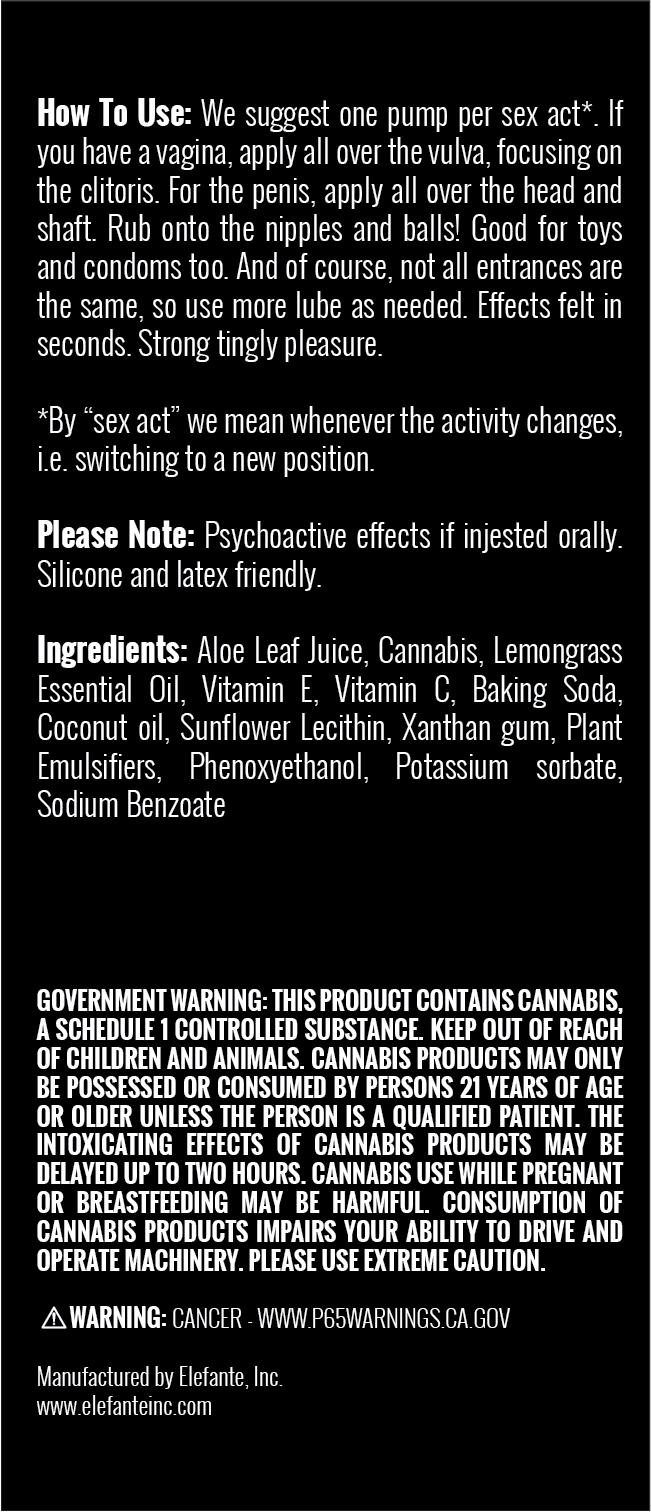 How To Use: We suggest one pump per sex act*. If
you have a vagina, apply all over the vulva, focusing on
the clitoris. For the penis, apply all over the head and
shaft. Rub onto the nipples and balls! Good for toys
and condoms too. And of course, not all entrances are
the same, so use more lube as needed. Effects felt in
seconds. Strong tingly pleasure.
*By “sex act” we mean whenever the activity changes,
i.e. switching to a new position.
Please Note: Psychoactive effects if injested orally.
Silicone and latex friendly.
Ingredients: Aloe Leaf Juice, Cannabis, Lemongrass
Essential Oil, Vitamin E, Vitamin C, Baking Soda,
Coconut oil, Sunflower Lecithin, Xanthan gum, Plant
Emulsifiers, Phenoxyethanol, Potassium sorbate,
Sodium Benzoate
GOVERNMENT WARNING: THIS PRODUCT CONTAINS CANNABIS,
A SCHEDULE 1 CONTROLLED SUBSTANCE. KEEP OUT OF REACH
OF CHILDREN AND ANIMALS. CANNABIS PRODUCTS MAY ONLY
BE POSSESSED OR CONSUMED BY PERSONS 21 YEARS OF AGE
OR OLDER UNLESS THE PERSON IS A QUALIFIED PATIENT. THE
INTOXICATING EFFECTS OF CANNABIS PRODUCTS MAY BE
DELAYED UP TO TWO HOURS. CANNABIS USE WHILE PREGNANT
OR BREASTFEEDING MAY BE HARMFUL. CONSUMPTION OF
CANNABIS PRODUCTS IMPAIRS YOUR ABILITY TO DRIVE AND
OPERATE MACHINERY. PLEASE USE EXTREME CAUTION.
⚠WARNING: CANCER - WWW.P65WARNINGS.CA.GOV
Manufactured by Elefante, Inc.
www.elefanteinc.com